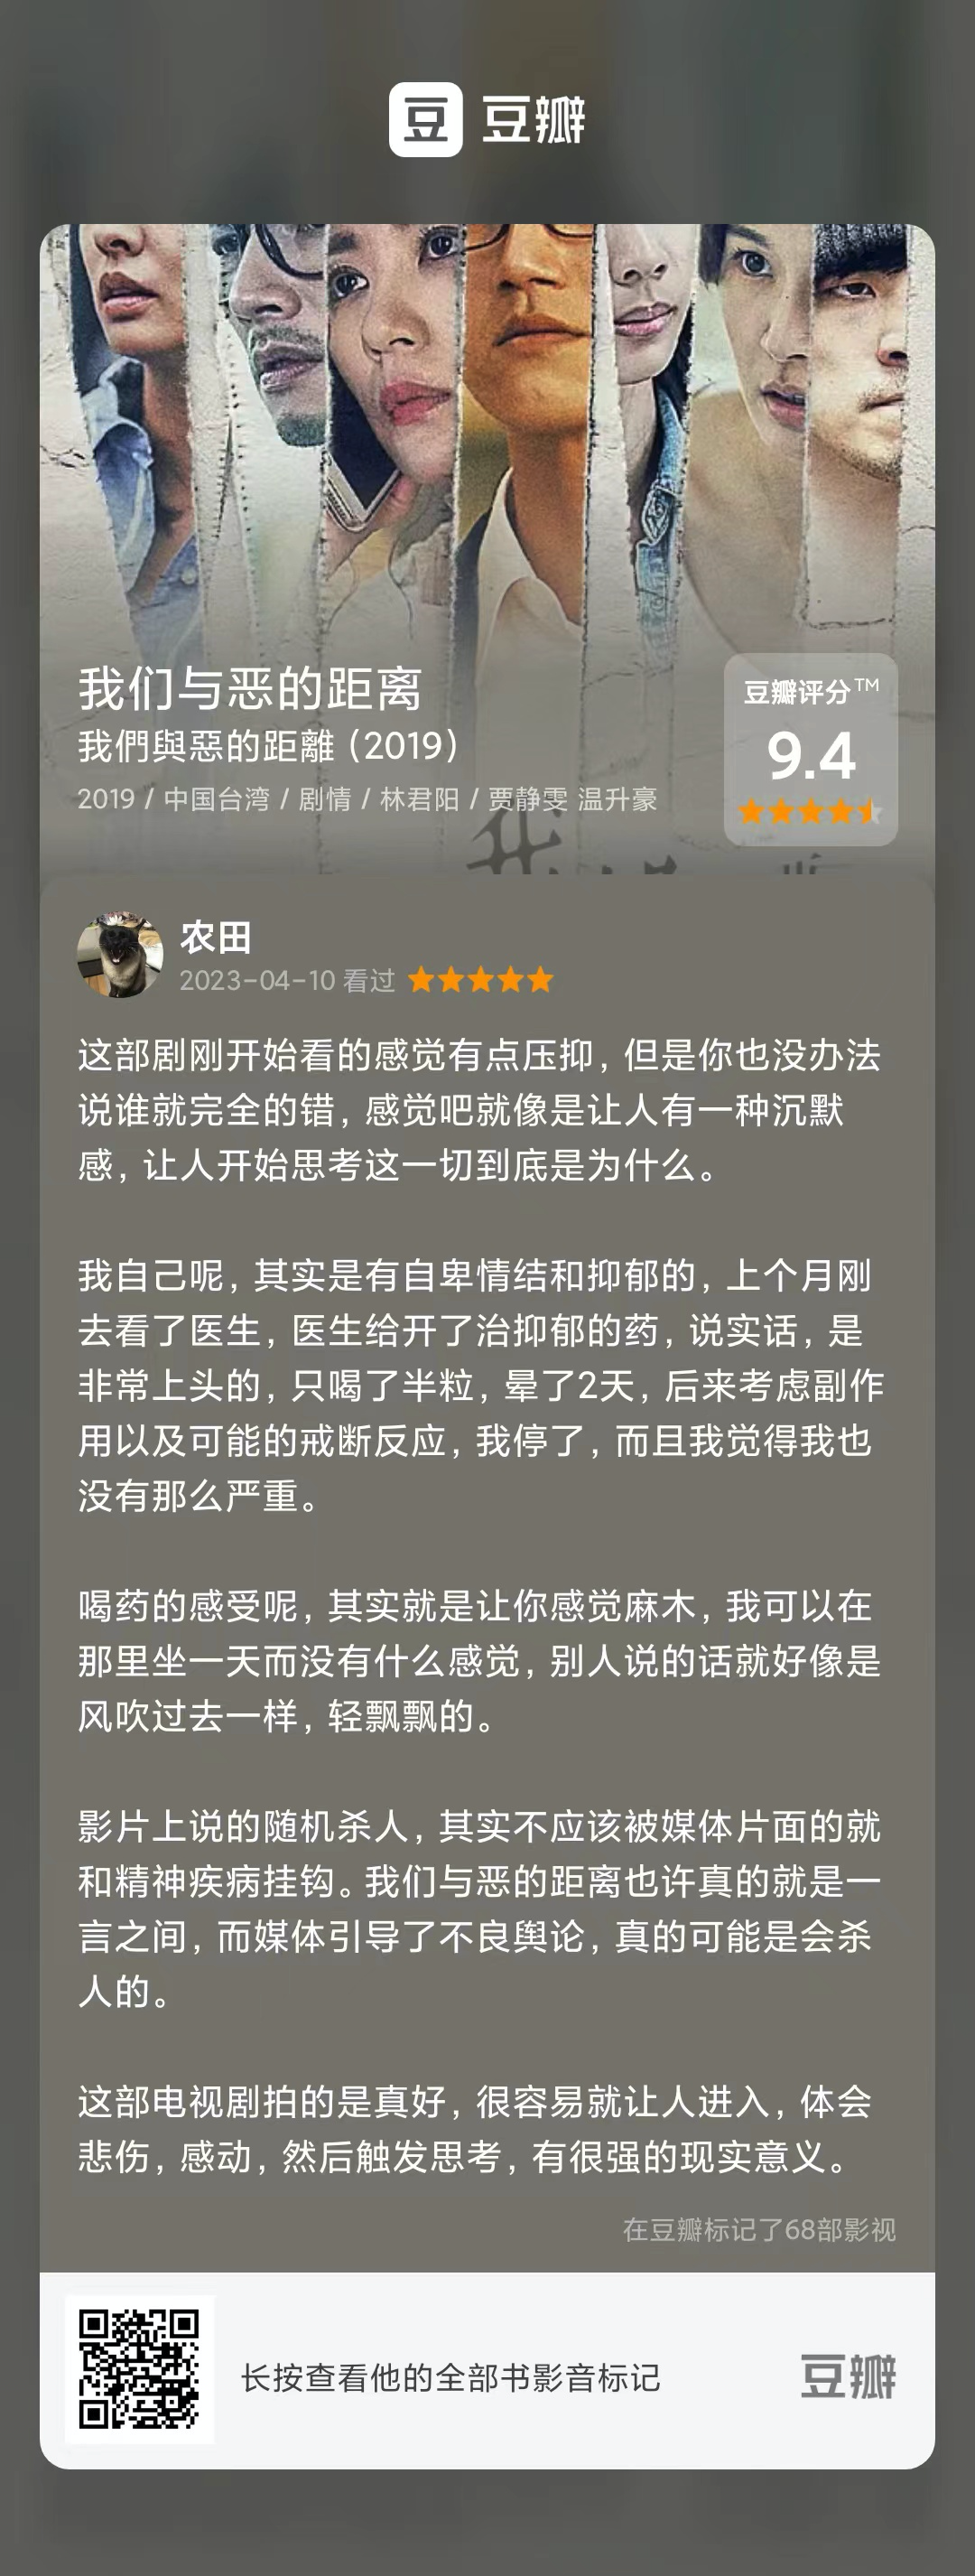 豆 豆瓣
我们与恶的距离
我們與惡的距離（2019）
2019 / 中国台湾 / 剧情 / 林君阳 / 贾静雯 温升豪
豆瓣评分™
9.4
农田
2023-04-10 看过
这部剧刚开始看的感觉有点压抑，但是你也没办法
说谁就完全的错，感觉吧就像是让人有一种沉默
感，让人开始思考这一切到底是为什么。
我自己呢，其实是有自卑情结和抑郁的，上个月刚
去看了医生，医生给开了治抑郁的药，说实话，是
非常上头的，只喝了半粒，晕了2天，后来考虑副作
用以及可能的戒断反应，我停了，而且我觉得我也
没有那么严重。
喝药的感受呢，其实就是让你感觉麻木，我可以在
那里坐一天而没有什么感觉，别人说的话就好像是
风吹过去一样，轻飘飘的。
影片上说的随机杀人，其实不应该被媒体片面的就
和精神疾病挂钩。我们与恶的距离也许真的就是一
言之间，而媒体引导了不良舆论，真的可能是会杀
人的。
这部电视剧拍的是真好，很容易就让人进入，体会
悲伤，感动，然后触发思考，有很强的现实意义。
在豆瓣标记了68部影视
长按查看他的全部书影音标记
豆瓣